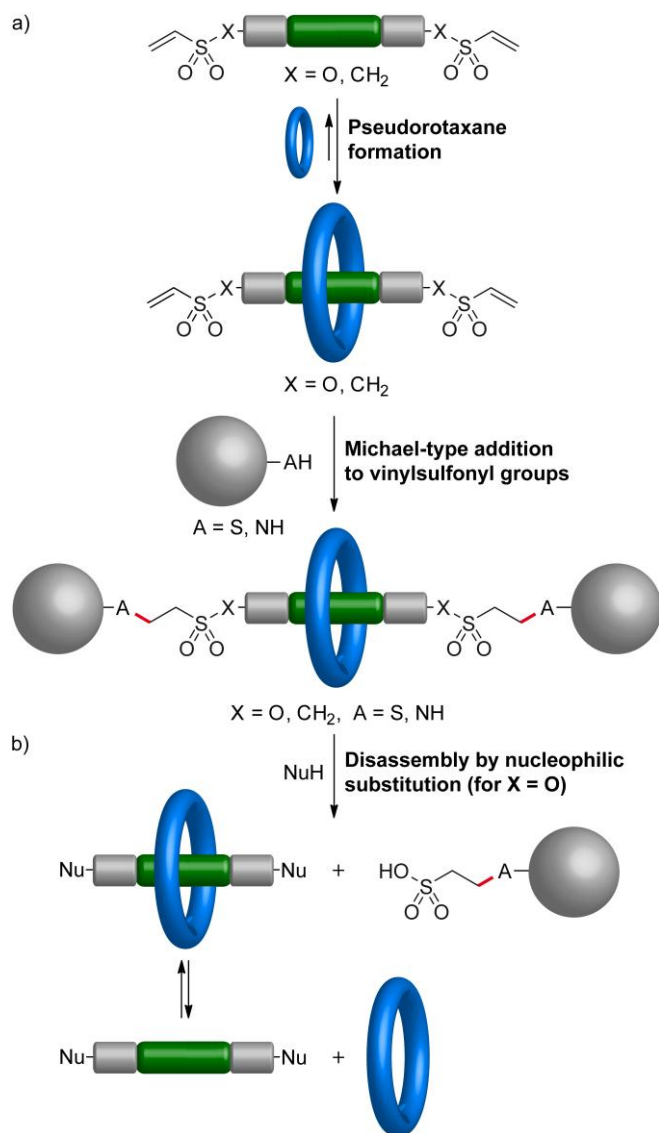 a)
X S O O X S O O
X = O, CH₂
Pseudorotaxane
formation
X S O O X S O O
X = O, CH₂
AH
Michael-type addition
to vinylsulfonyl groups
A = S, NH
A S O O X X S O O A
X = O, CH₂, A = S, NH
b)
NuH
Disassembly by nucleophilic
substitution (for X = O)
Nu Nu + HO S O O A
Nu Nu +